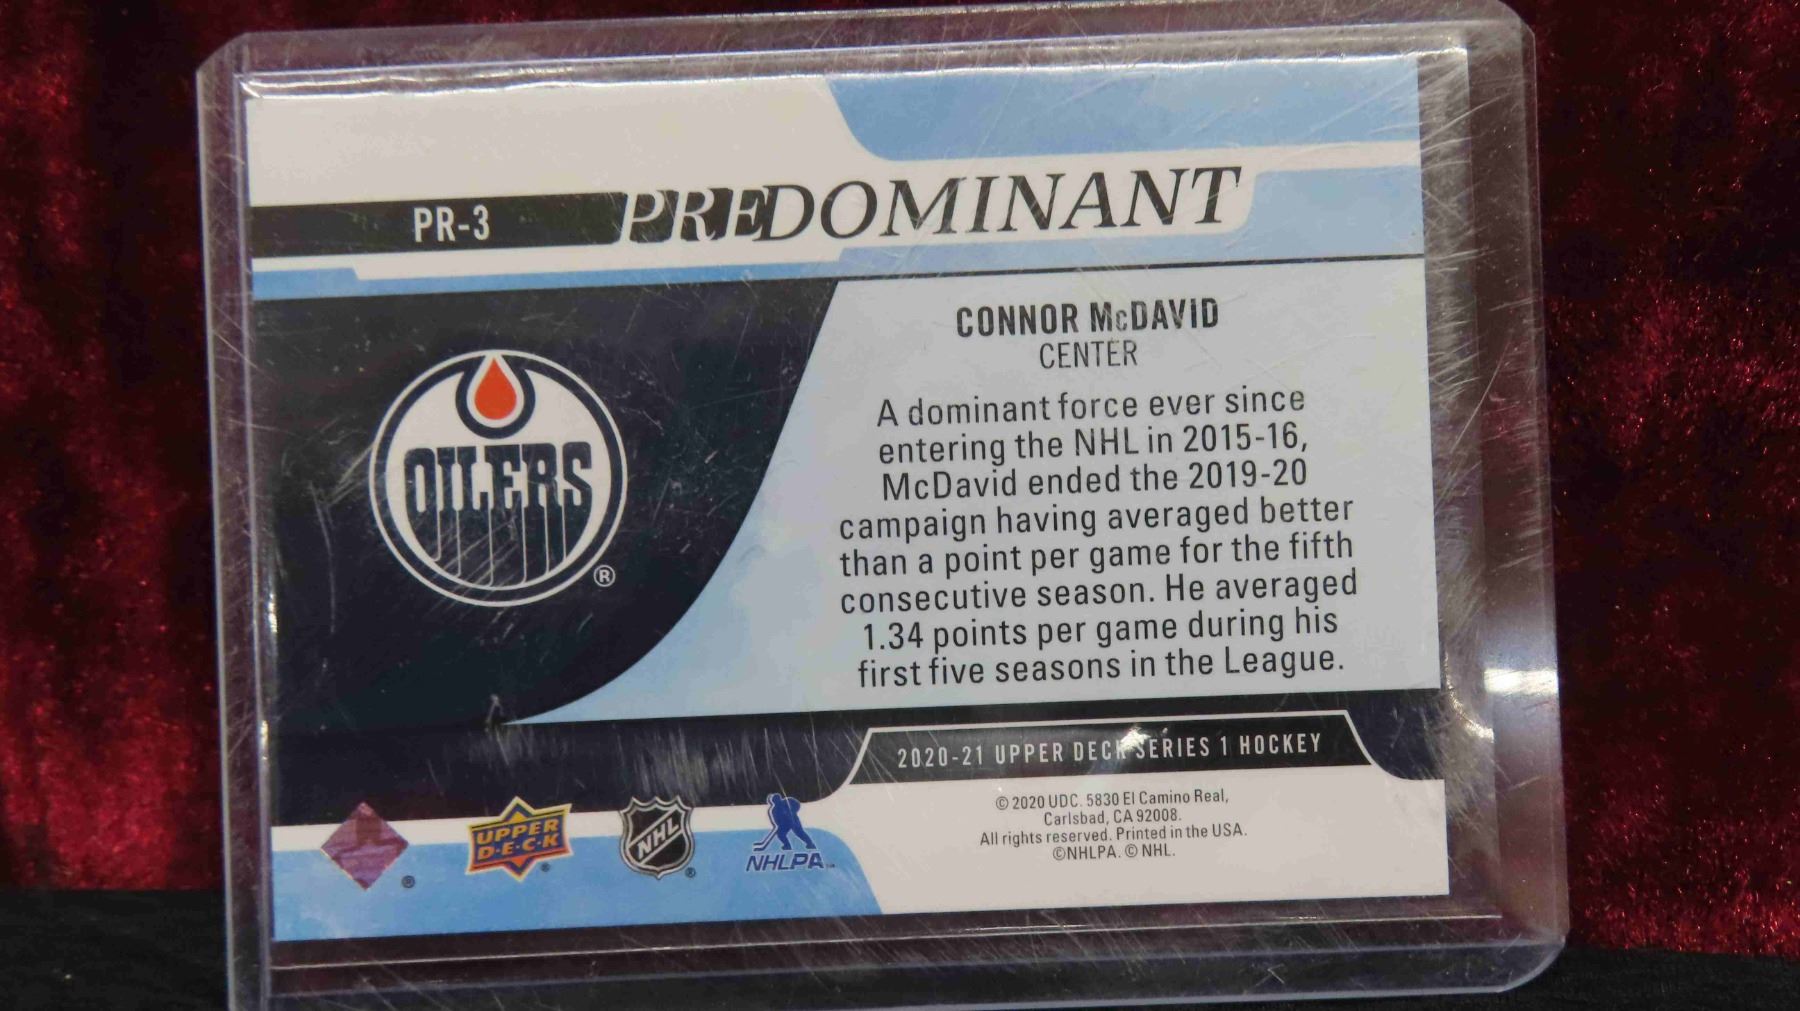 PR-3 PREDOMINANT
CONNOR McDAVID
CENTER
A dominant force ever since
entering the NHL in 2015-16,
McDavid ended the 2019-20
campaign having averaged better
than a point per game for the fifth
consecutive season. He averaged
1.34 points per game during his
first five seasons in the League.
OILERS
®
2020-21 UPPER DECK SERIES 1 HOCKEY
® UPPER D·E·C·K ® NHL ® NHLPA™
© 2020 UDC. 5830 El Camino Real,
Carlsbad, CA 92008.
All rights reserved. Printed in the USA.
©NHLPA. © NHL.